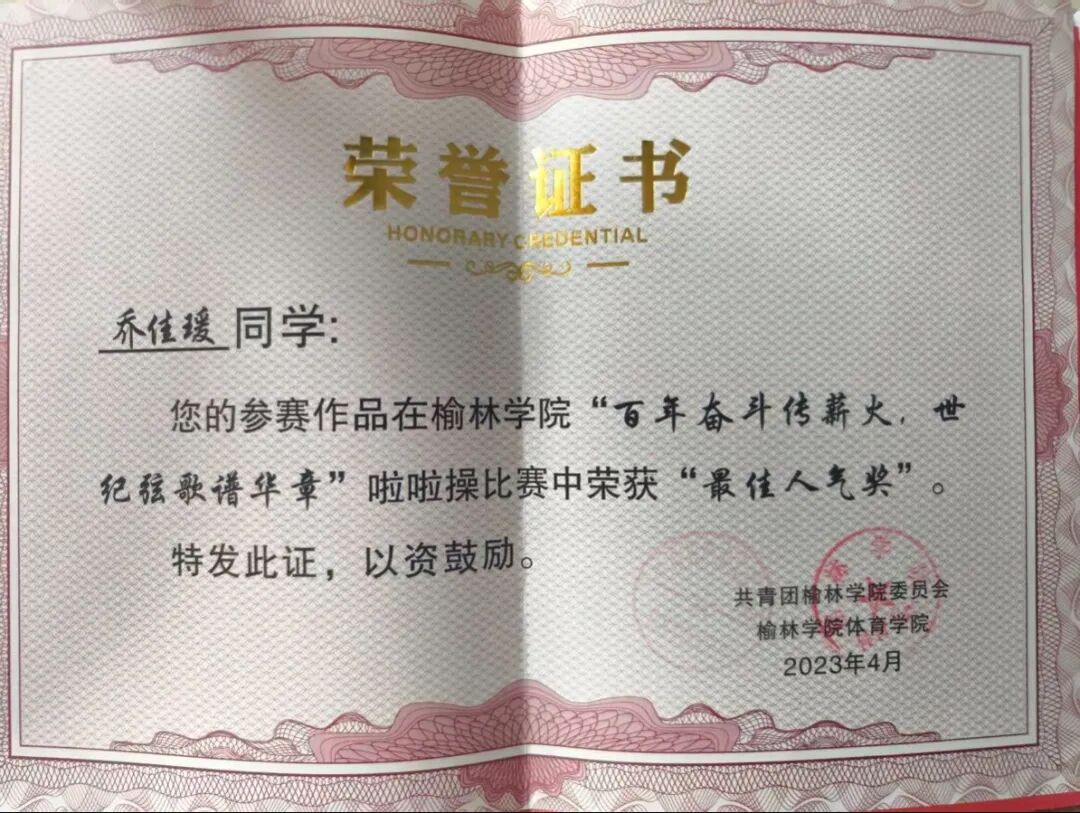 荣誉证书
HONORARY CREDENTIAL
乔佳瑗 同学:
您的参赛作品在榆林学院“百年奋斗传薪火，世
纪弦歌谱华章”啦啦操比赛中荣获“最佳人气奖”。
特发此证，以资鼓励。
共青团榆林学院委员会
榆林学院体育学院
2023年4月